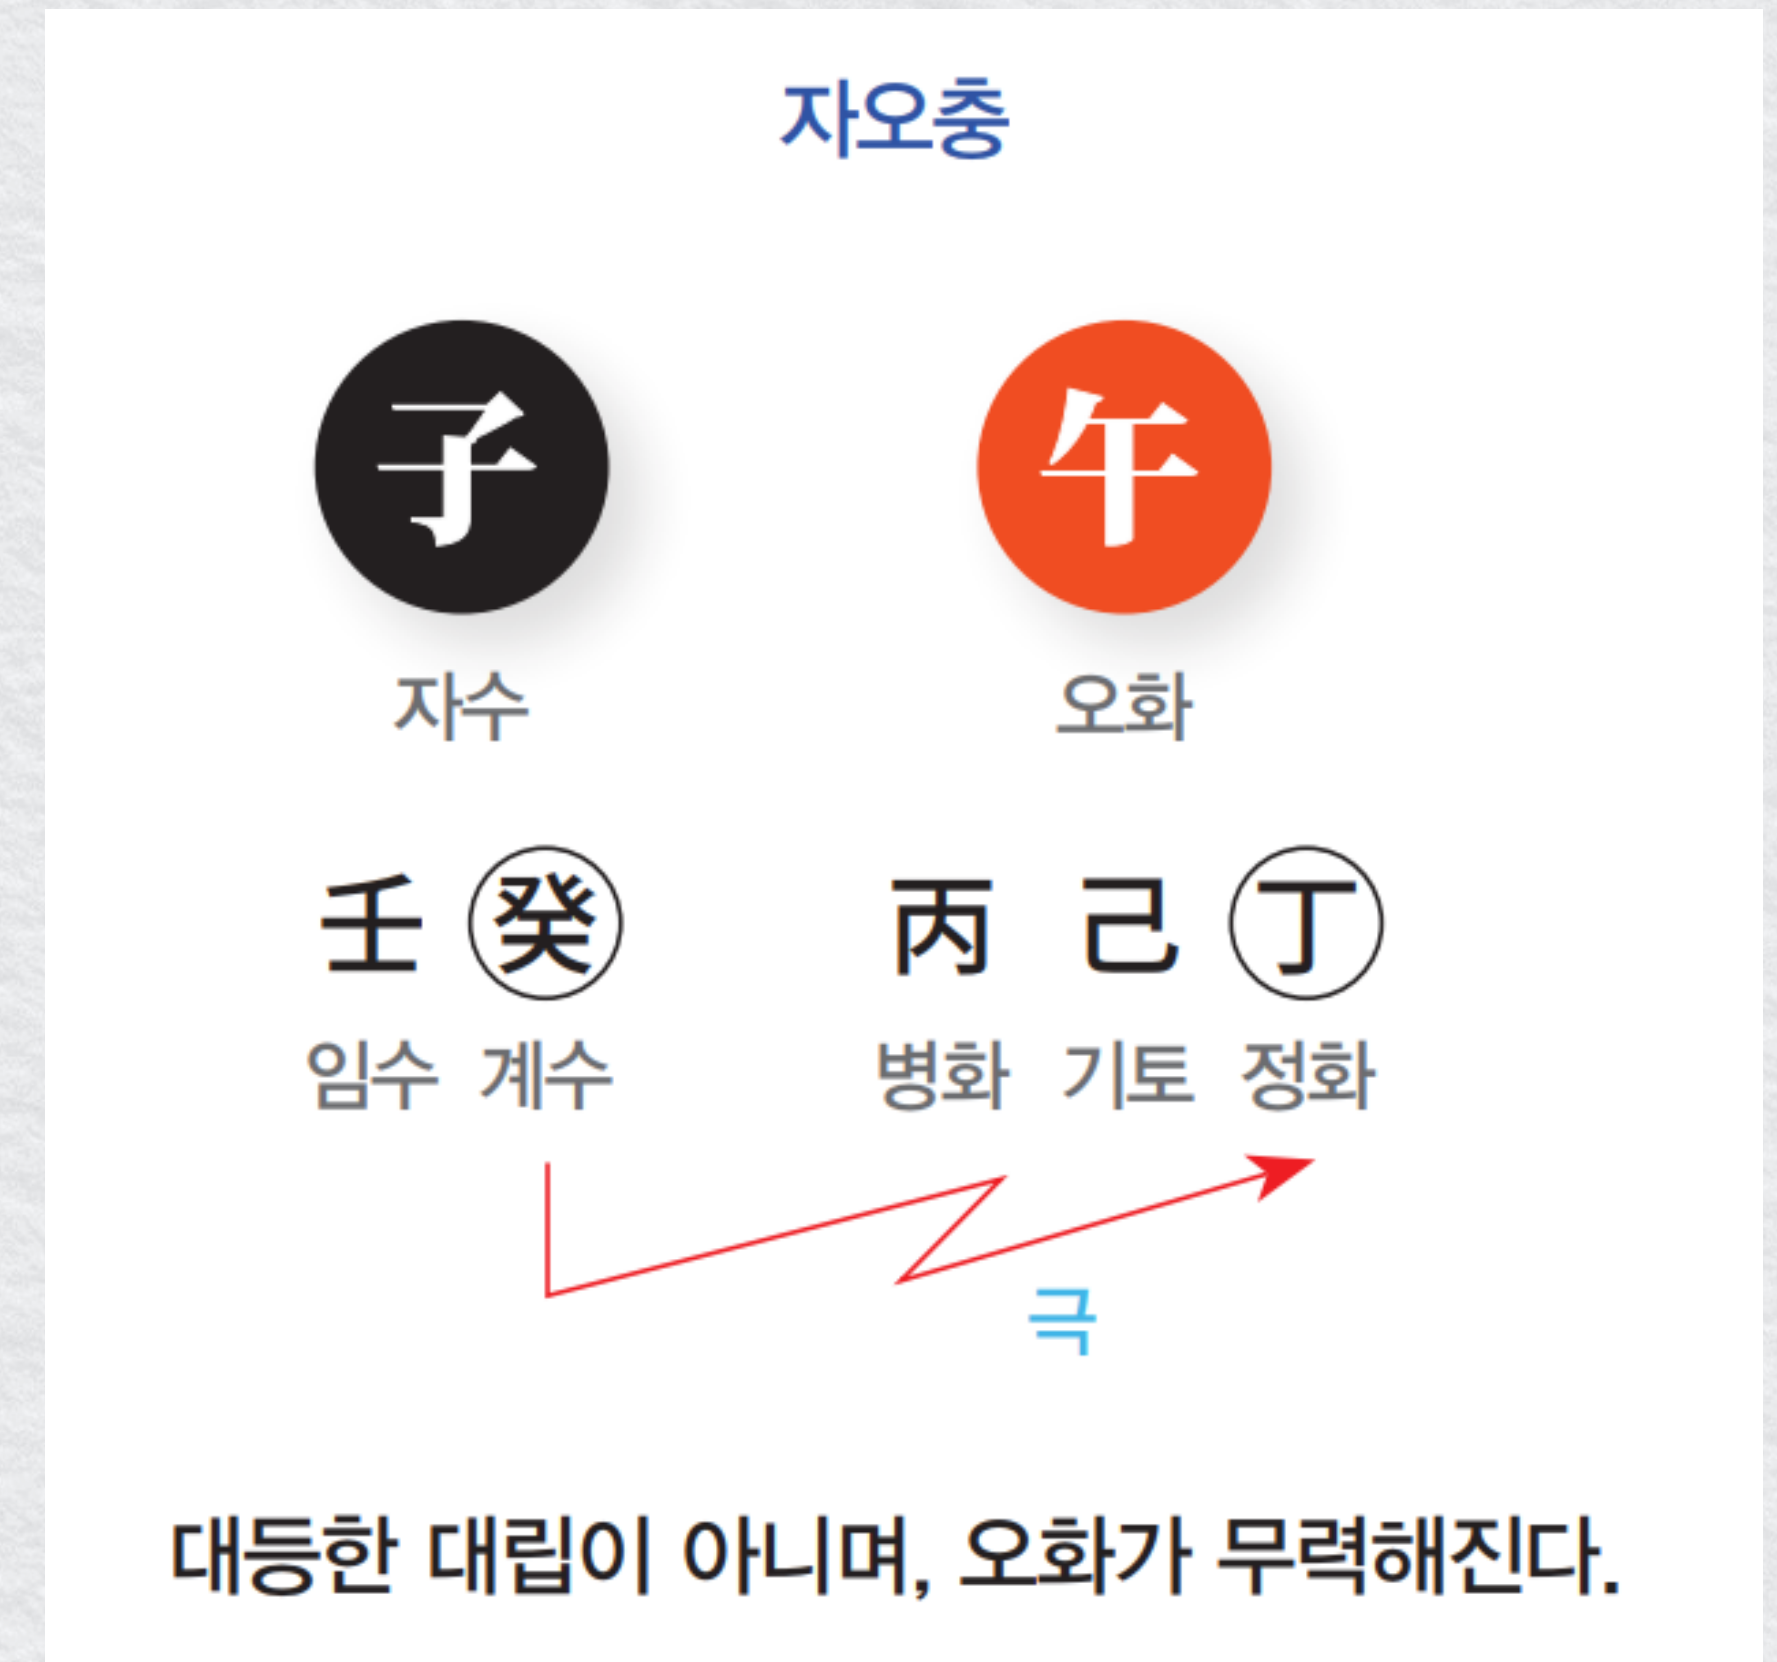 자오충
子 午
자수 오화
壬 癸 丙 己 丁
임수 계수 병화 기토 정화
극
대등한 대립이 아니며, 오화가 무력해진다.